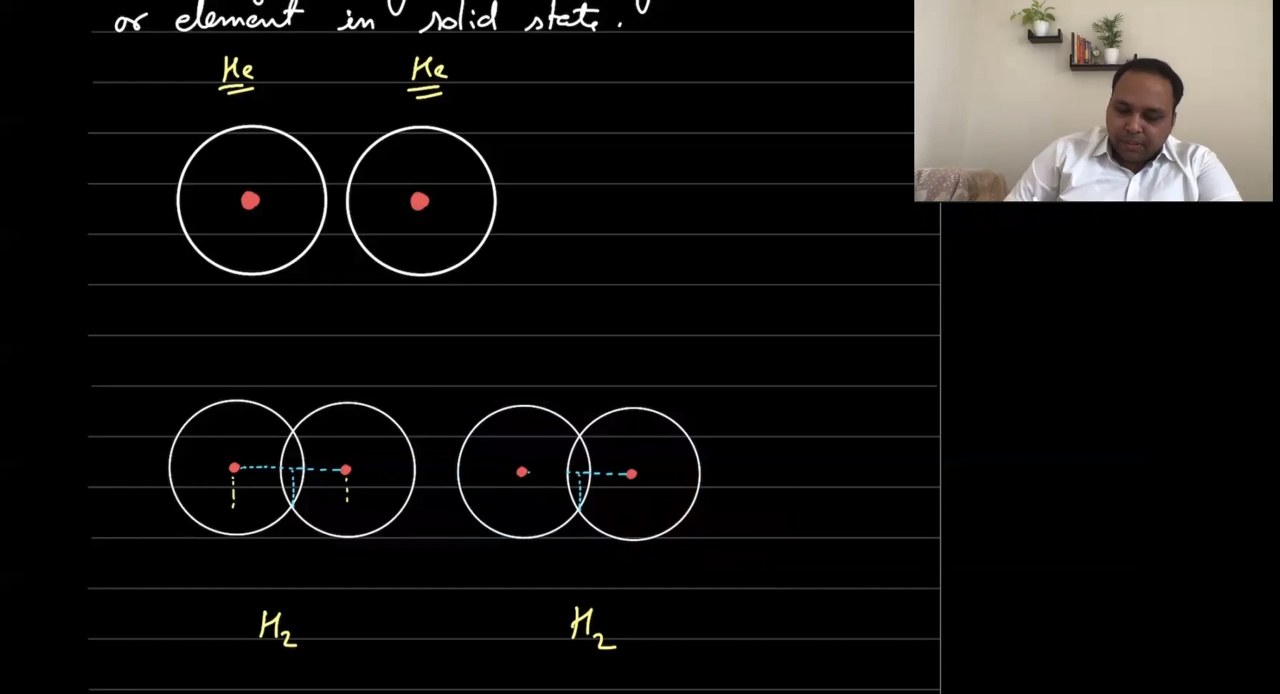 or element in solid state.
He He
H2 H2